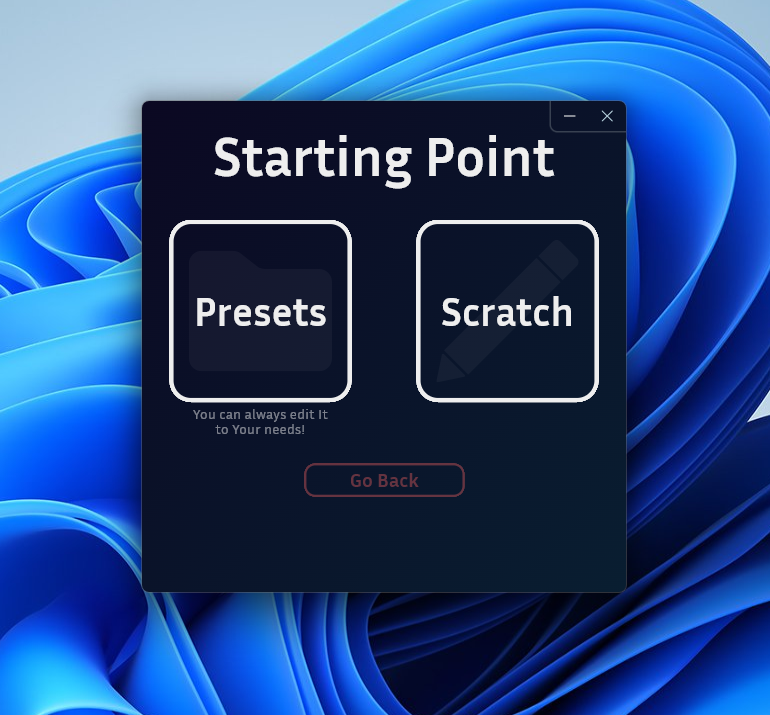 Starting Point
Presets
Scratch
You can always edit It
to Your needs!
Go Back